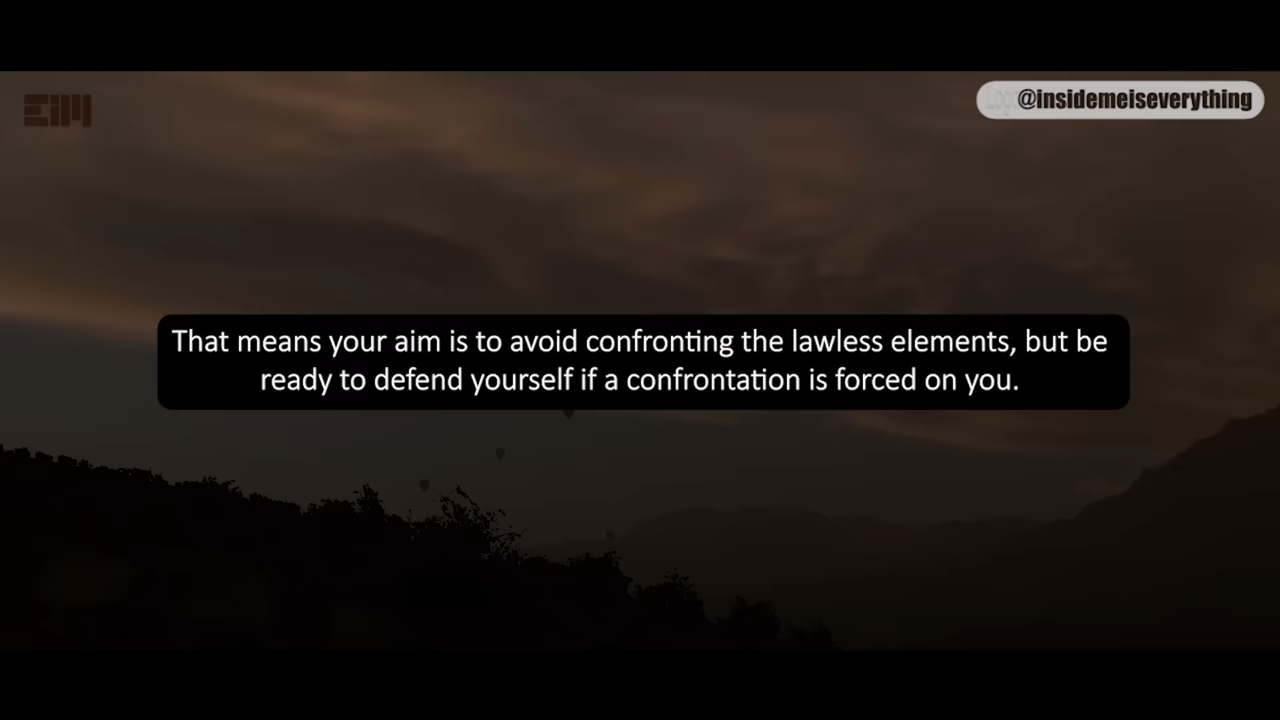 EiM
@insidemeiseverything
That means your aim is to avoid confronting the lawless elements, but be
ready to defend yourself if a confrontation is forced on you.